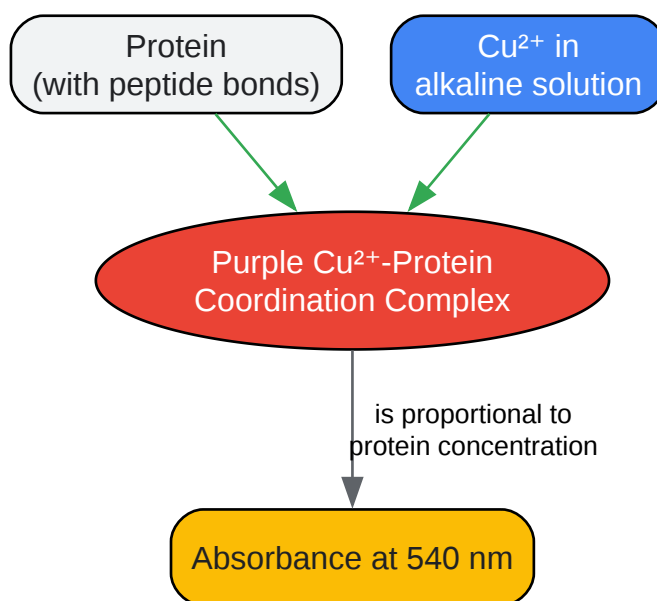 Protein
(with peptide bonds)
Cu²⁺ in
alkaline solution
Purple Cu²⁺-Protein
Coordination Complex
is proportional to
protein concentration
Absorbance at 540 nm